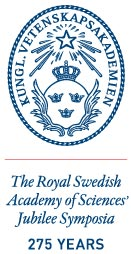 KUNGL. VETENSKAPSAKADEMIEN
The Royal Swedish
Academy of Sciences'
Jubilee Symposia
275 YEARS